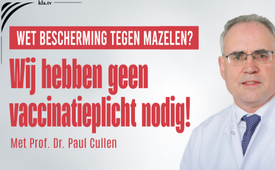 kla.tv
WET BESCHERMING TEGEN MAZELEN?
Wij hebben geen
vaccinatieplicht nodig!
Met Prof. Dr. Paul Cullen